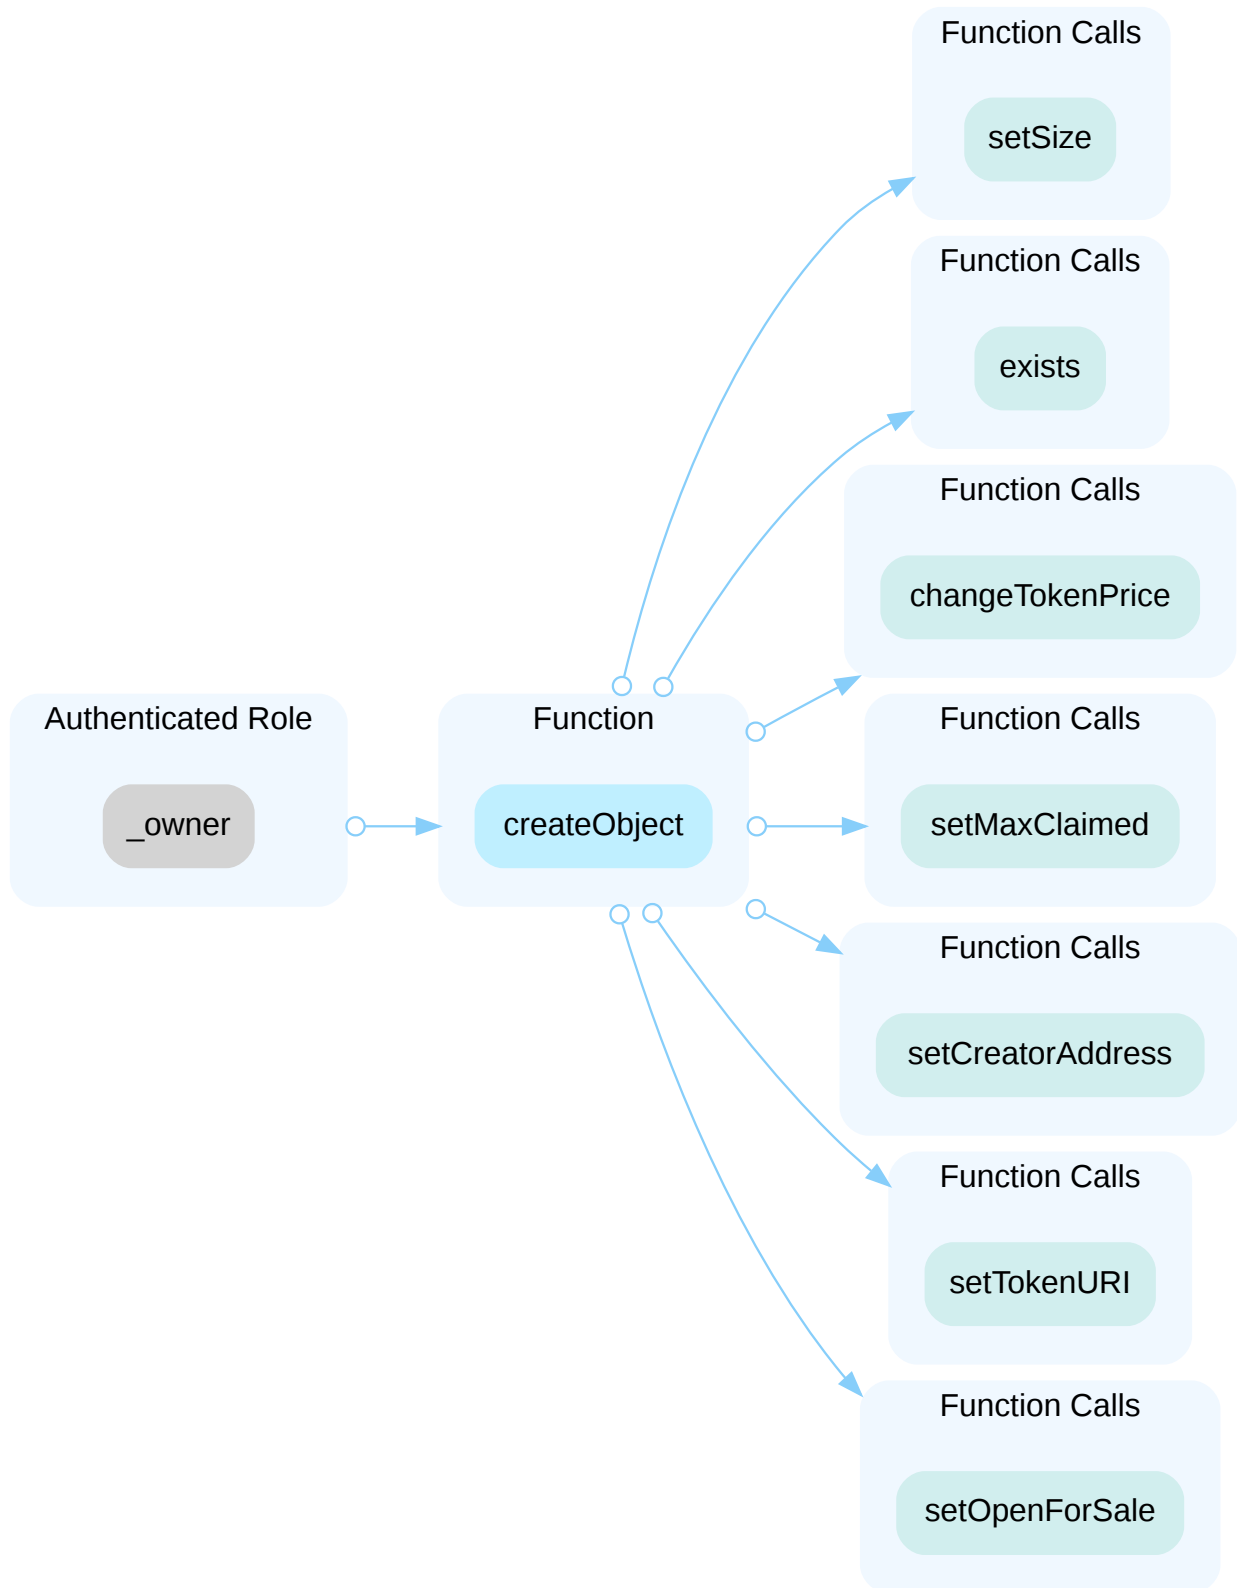 Function Calls
setSize
Function Calls
exists
Function Calls
changeTokenPrice
Authenticated Role
_owner
Function
createObject
Function Calls
setMaxClaimed
Function Calls
setCreatorAddress
Function Calls
setTokenURI
Function Calls
setOpenForSale